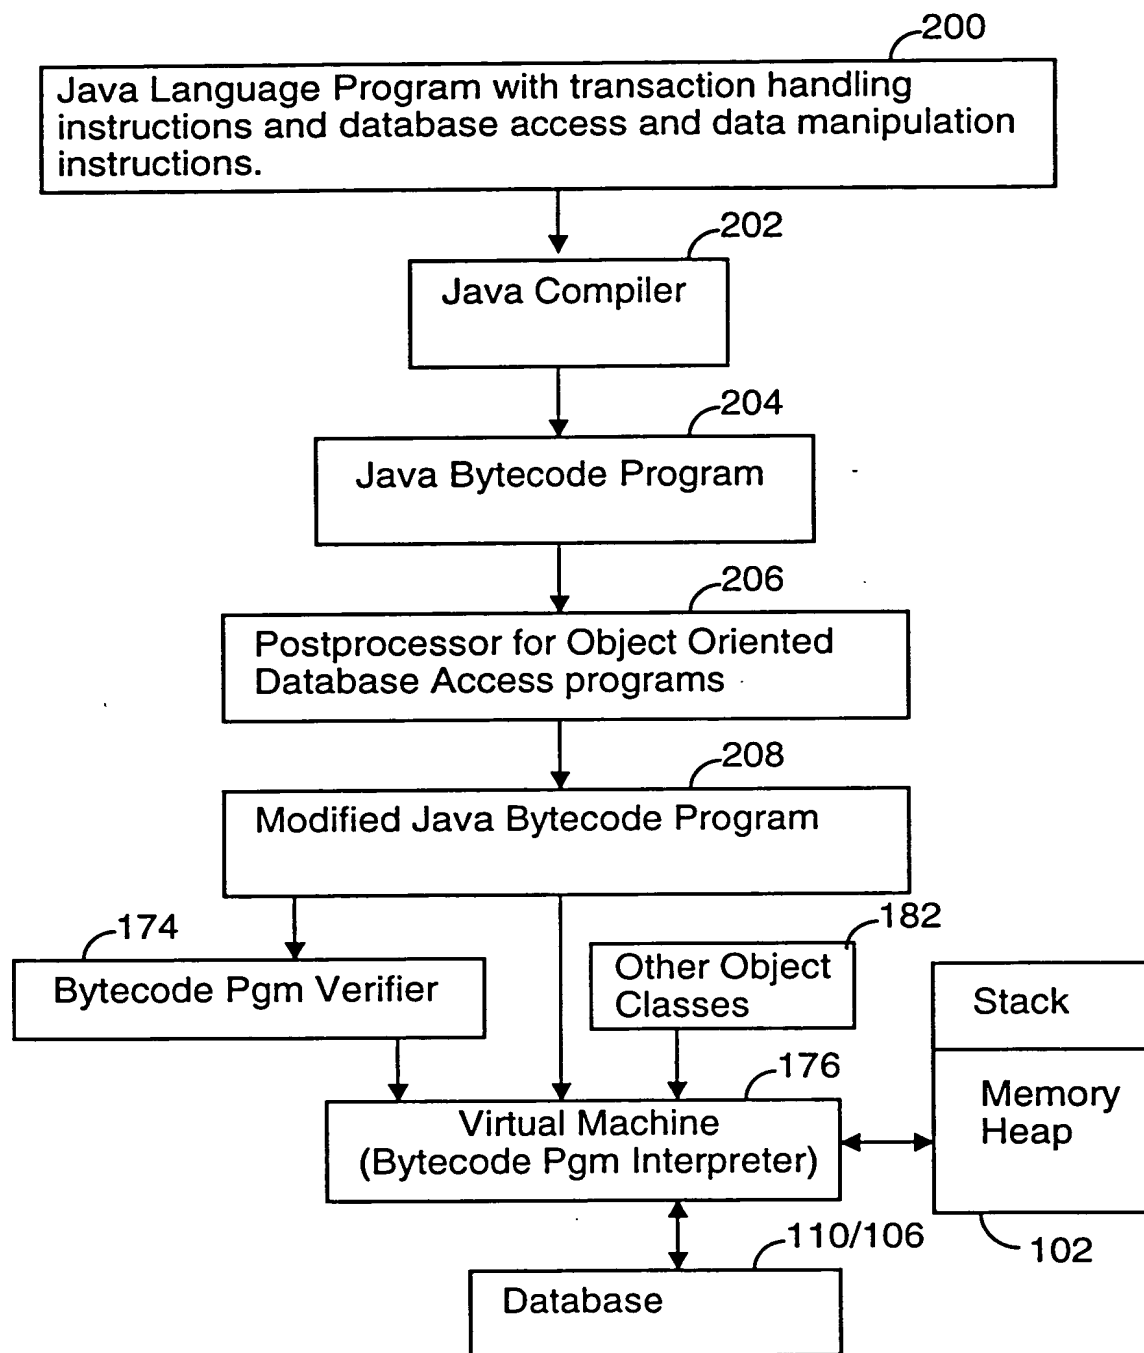 200
Java Language Program with transaction handling
instructions and database access and data manipulation
instructions.
202
Java Compiler
204
Java Bytecode Program
206
Postprocessor for Object Oriented
Database Access programs
208
Modified Java Bytecode Program
174
Bytecode Pgm Verifier
182
Other Object
Classes
Stack
Memory
Heap
102
176
Virtual Machine
(Bytecode Pgm Interpreter)
110/106
Database